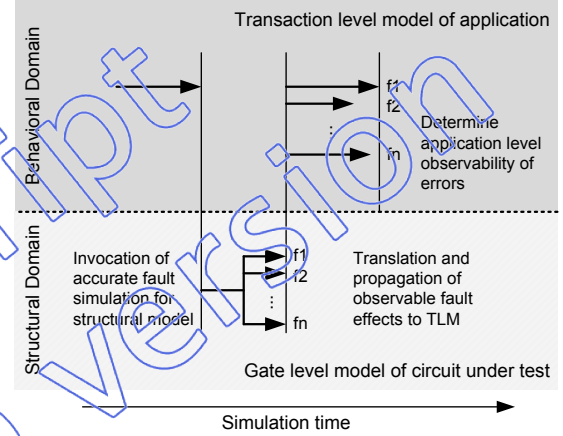 Transaction level model of application
Behavioral Domain
f1
f2
⋮
fn
Determine
application level
observability of
errors
Structural Domain
Invocation of
accurate fault
simulation for
structural model
f1
f2
⋮
fn
Translation and
propagation of
observable fault
effects to TLM
Gate level model of circuit under test
Simulation time
ript
version